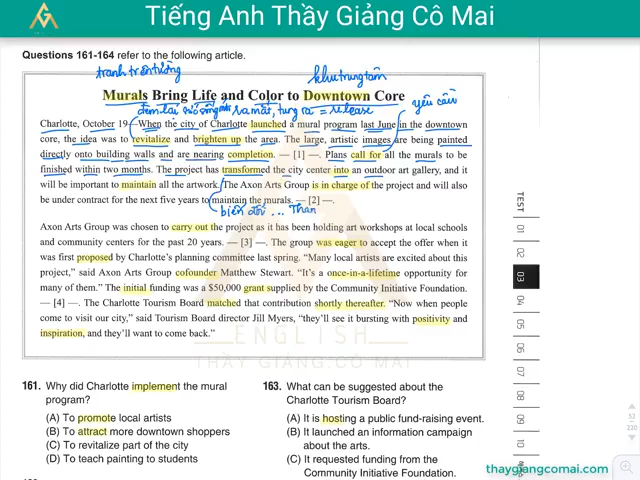 Tiếng Anh Thầy Giảng Cô Mai
Questions 161-164 refer to the following article.
tranh trên tường
khu trung tâm
Murals Bring Life and Color to Downtown Core
yêu cầu
đem lại sức sống
ra mắt, tung ra = release
Charlotte, October 19—When the city of Charlotte launched a mural program last June in the downtown
core, the idea was to revitalize and brighten up the area. The large, artistic images are being painted
directly onto building walls and are nearing completion. — [1] —. Plans call for all the murals to be
finished within two months. The project has transformed the city center into an outdoor art gallery, and it
will be important to maintain all the artwork. The Axon Arts Group is in charge of the project and will also
be under contract for the next five years to maintain the murals. — [2] —.
biến đổi ... thành
Axon Arts Group was chosen to carry out the project as it has been holding art workshops at local schools
and community centers for the past 20 years. — [3] —. The group was eager to accept the offer when it
was first proposed by Charlotte's planning committee last spring. "Many local artists are excited about this
project," said Axon Arts Group cofounder Matthew Stewart. "It's a once-in-a-lifetime opportunity for
many of them." The initial funding was a $50,000 grant supplied by the Community Initiative Foundation.
— [4] —. The Charlotte Tourism Board matched that contribution shortly thereafter. "Now when people
come to visit our city," said Tourism Board director Jill Myers, "they'll see it bursting with positivity and
inspiration, and they'll want to come back."
ENGLISH
THẦY GIẢNG CÔ MAI
161. Why did Charlotte implement the mural
program?
(A) To promote local artists
(B) To attract more downtown shoppers
(C) To revitalize part of the city
(D) To teach painting to students
163. What can be suggested about the
Charlotte Tourism Board?
(A) It is hosting a public fund-raising event.
(B) It launched an information campaign
about the arts.
(C) It requested funding from the
Community Initiative Foundation.
TEST
01
02
03
04
05
06
07
08
09
10
52
220
thaygiangcomai.com